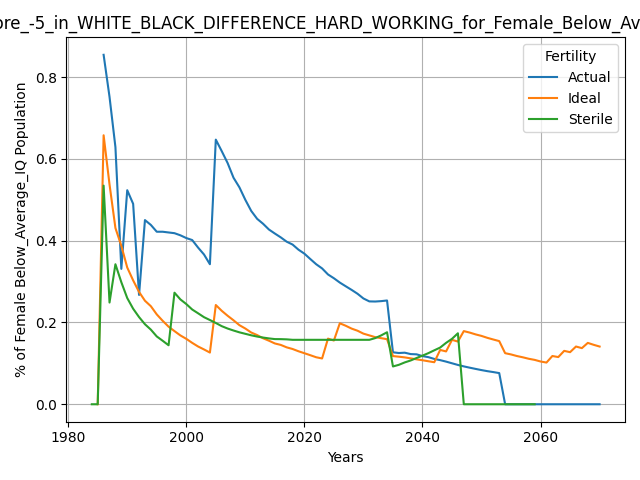 ore_-5_in_WHITE_BLACK_DIFFERENCE_HARD_WORKING_for_Female_Below_Av
% of Female Below_Average_IQ Population
Fertility
Actual
Ideal
Sterile
0.8
0.6
0.4
0.2
0.0
1980 2000 2020 2040 2060
Years